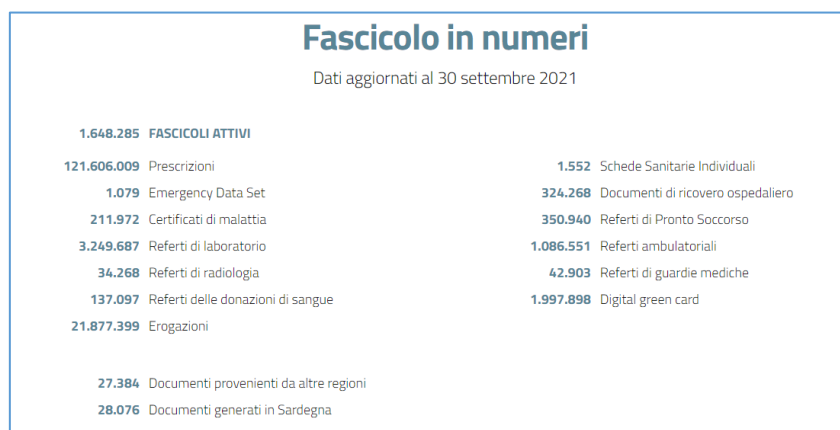 Fascicolo in numeri
Dati aggiornati al 30 settembre 2021
1.648.285 FASCICOLI ATTIVI
121.606.009 Prescrizioni
1.079 Emergency Data Set
211.972 Certificati di malattia
3.249.687 Referti di laboratorio
34.268 Referti di radiologia
137.097 Referti delle donazioni di sangue
21.877.399 Erogazioni
1.552 Schede Sanitarie Individuali
324.268 Documenti di ricovero ospedaliero
350.940 Referti di Pronto Soccorso
1.086.551 Referti ambulatoriali
42.903 Referti di guardie mediche
1.997.898 Digital green card
27.384 Documenti provenienti da altre regioni
28.076 Documenti generati in Sardegna